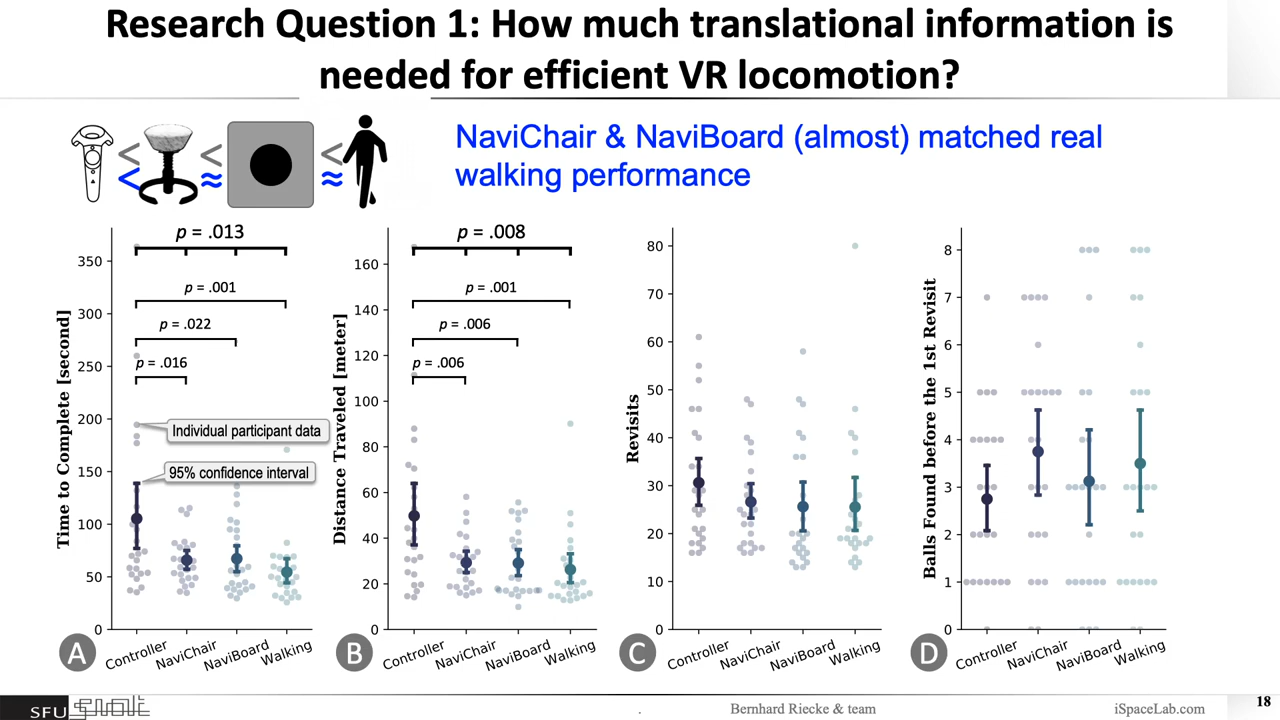 Research Question 1: How much translational information is
needed for efficient VR locomotion?
< < <
< ≈ ≈
NaviChair & NaviBoard (almost) matched real
walking performance
p = .013
p = .001
p = .022
p = .016
Individual participant data
95% confidence interval
Time to Complete [second]
350
300
250
200
150
100
50
0
Controller
NaviChair
NaviBoard
Walking
A
p = .008
p = .001
p = .006
p = .006
Distance Traveled [meter]
160
140
120
100
80
60
40
20
0
Controller
NaviChair
NaviBoard
Walking
B
Revisits
80
70
60
50
40
30
20
10
0
Controller
NaviChair
NaviBoard
Walking
C
Balls Found before the 1st Revisit
8
7
6
5
4
3
2
1
0
Controller
NaviChair
NaviBoard
Walking
D
SFU
Bernhard Riecke & team
iSpaceLab.com
18